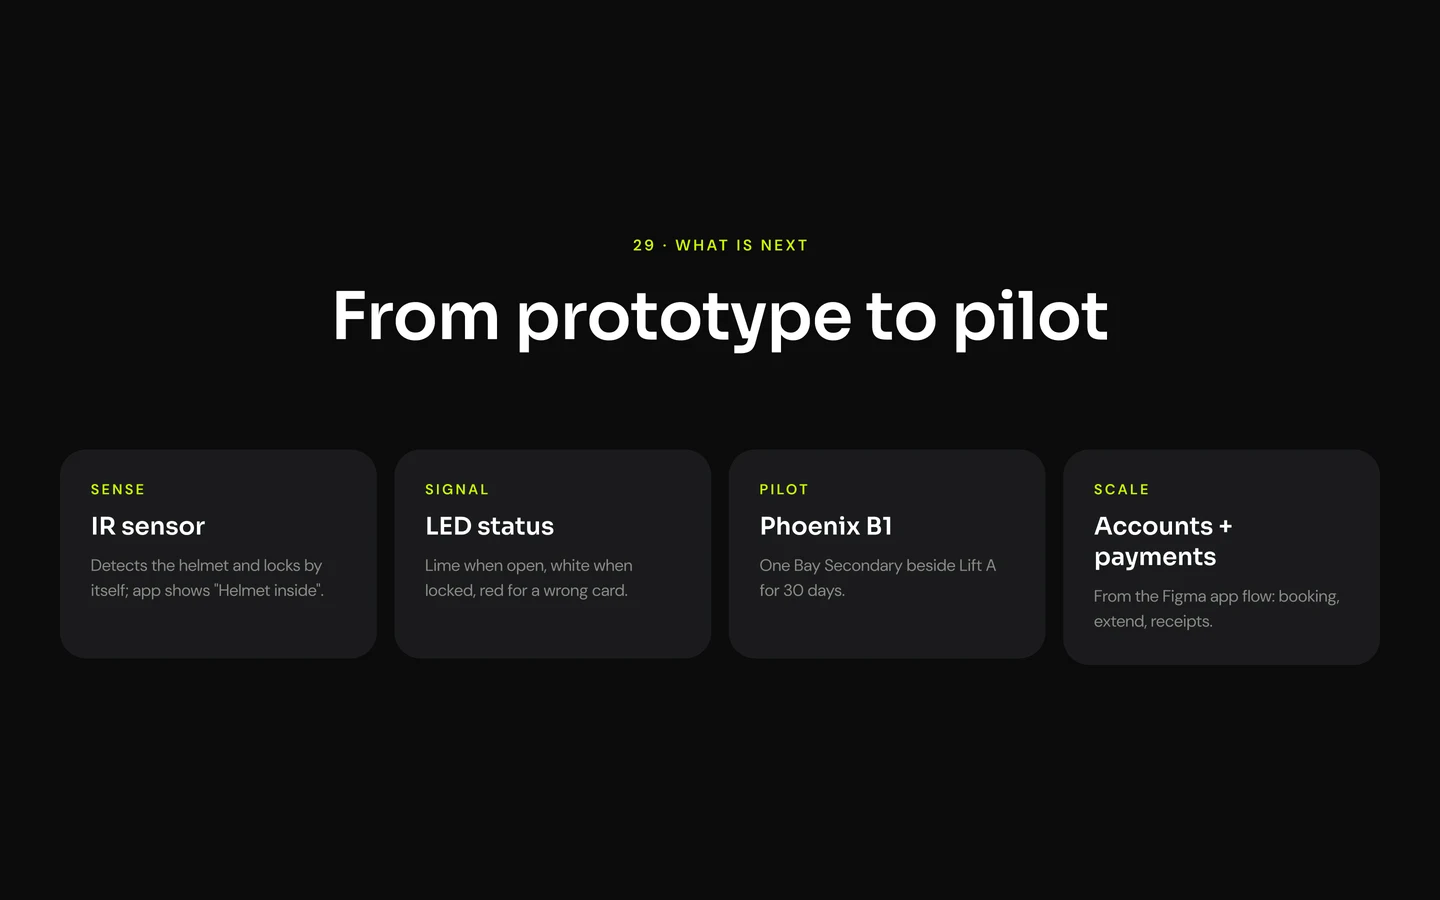 29 · WHAT IS NEXT
From prototype to pilot
SENSE
IR sensor
Detects the helmet and locks by
itself; app shows "Helmet inside".
SIGNAL
LED status
Lime when open, white when
locked, red for a wrong card.
PILOT
Phoenix B1
One Bay Secondary beside Lift A
for 30 days.
SCALE
Accounts +
payments
From the Figma app flow: booking,
extend, receipts.